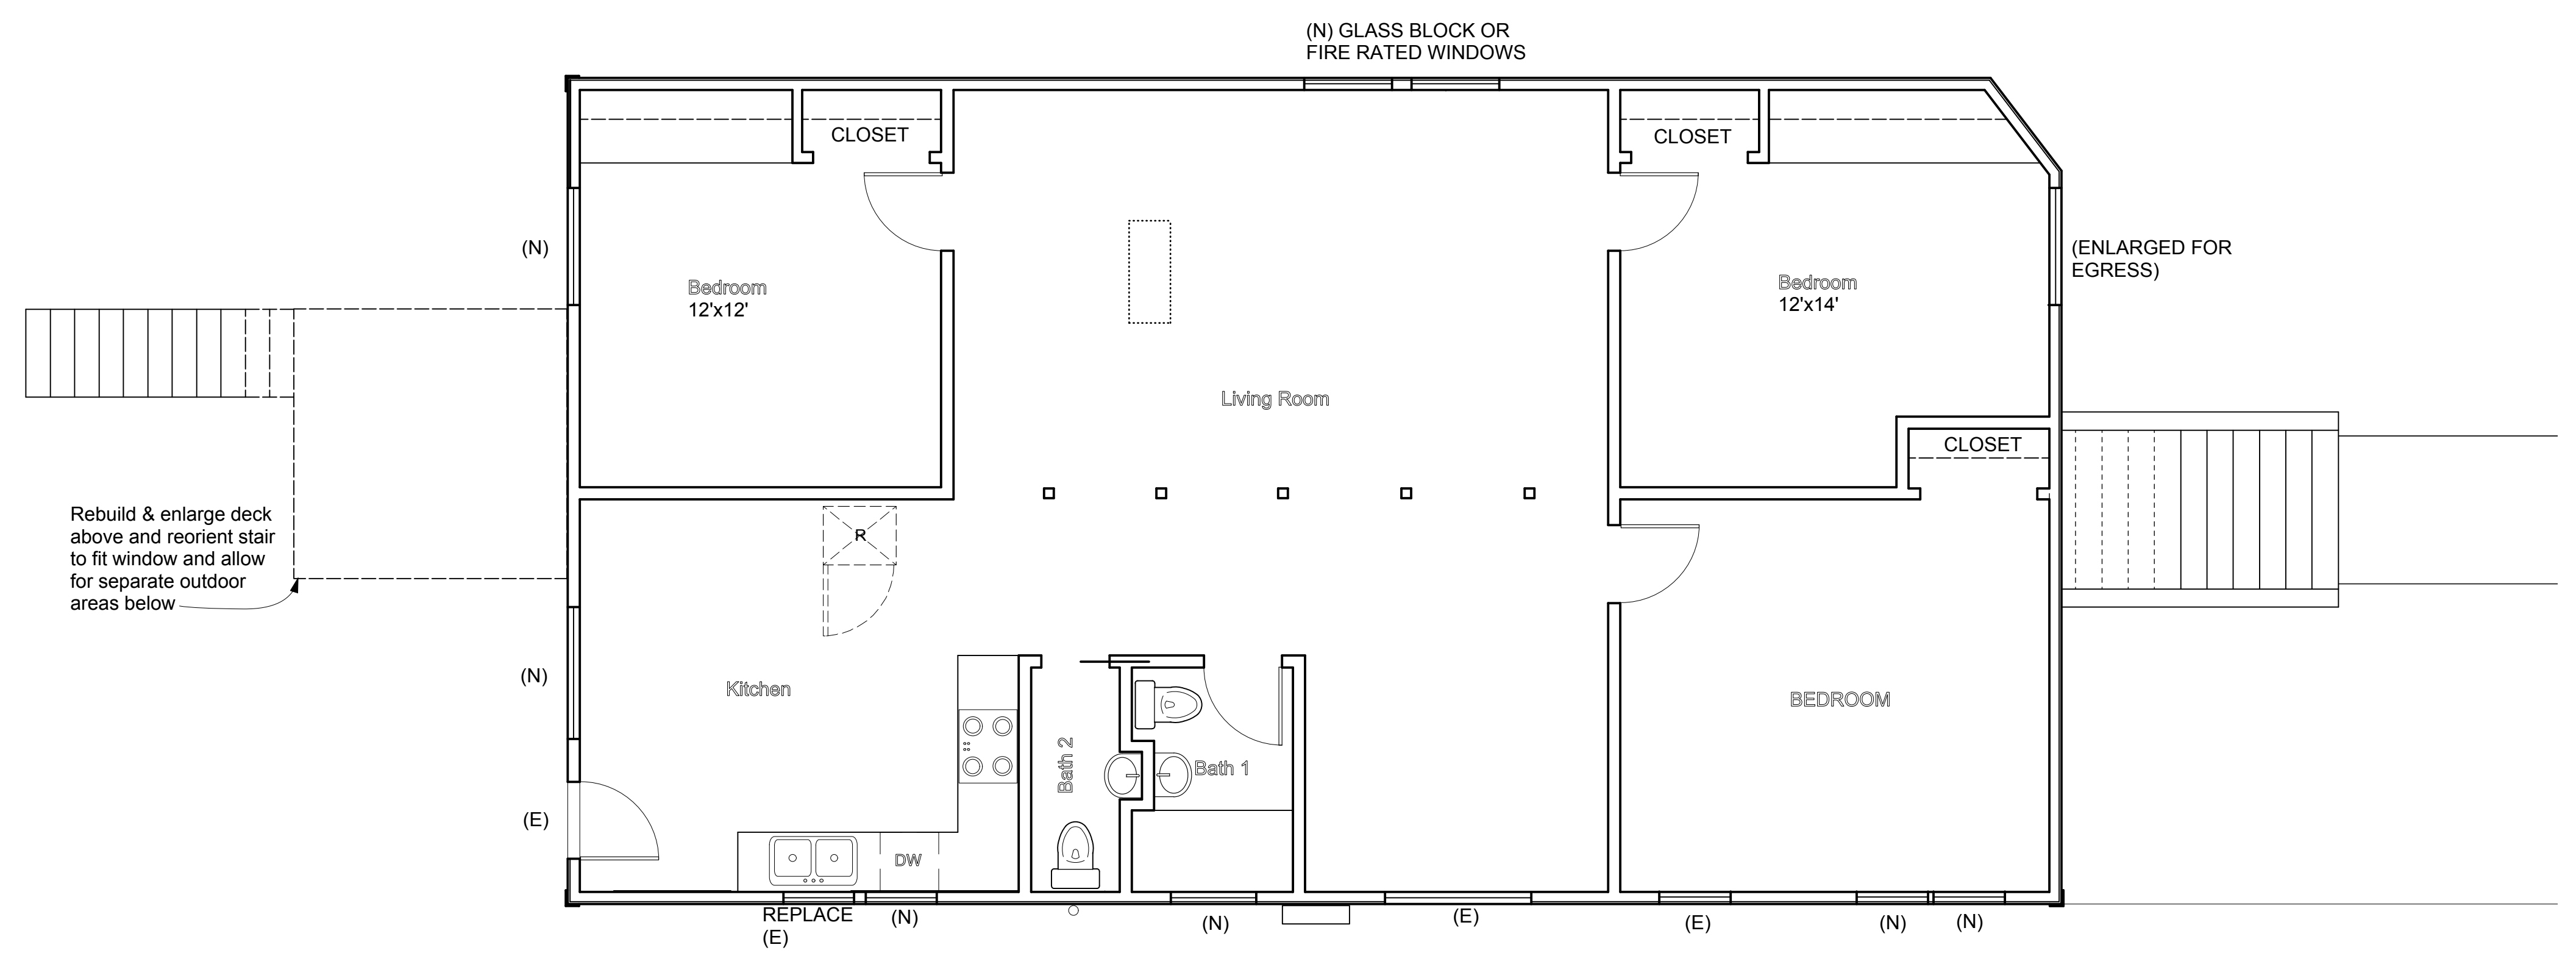 (N) GLASS BLOCK OR
FIRE RATED WINDOWS
CLOSET
CLOSET
(N)
(ENLARGED FOR
EGRESS)
Bedroom
12'x12'
Bedroom
12'x14'
Living Room
CLOSET
Rebuild & enlarge deck
above and reorient stair
to fit window and allow
for separate outdoor
areas below
R
(N)
Kitchen
BEDROOM
Bath 2
Bath 1
(E)
DW
REPLACE
(E)
(N)
(N)
(E)
(E)
(N)
(N)